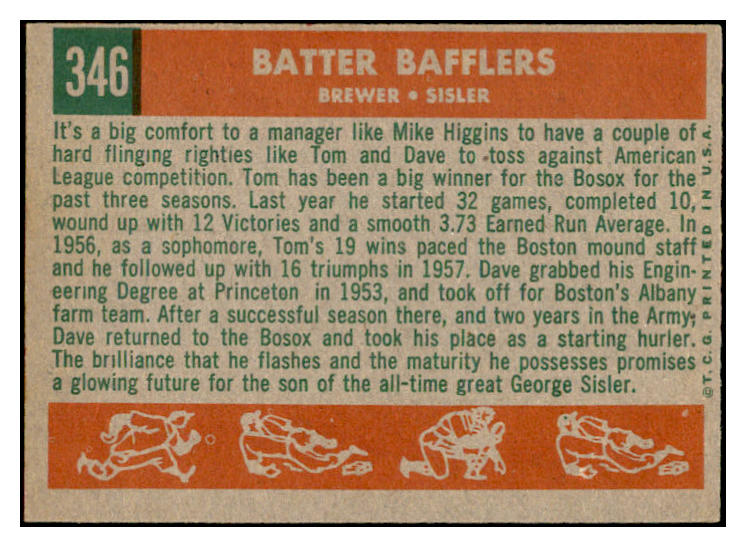 346
BATTER BAFFLERS
BREWER • SISLER
It's a big comfort to a manager like Mike Higgins to have a couple of
hard flinging righties like Tom and Dave to toss against American
League competition. Tom has been a big winner for the Bosox for the
past three seasons. Last year he started 32 games, completed 10,
wound up with 12 Victories and a smooth 3.73 Earned Run Average. In
1956, as a sophomore, Tom's 19 wins paced the Boston mound staff
and he followed up with 16 triumphs in 1957. Dave grabbed his Engin-
eering Degree at Princeton in 1953, and took off for Boston's Albany
farm team. After a successful season there, and two years in the Army,
Dave returned to the Bosox and took his place as a starting hurler.
The brilliance that he flashes and the maturity he possesses promises
a glowing future for the son of the all-time great George Sisler.
©T.C.G. PRINTED IN U.S.A.